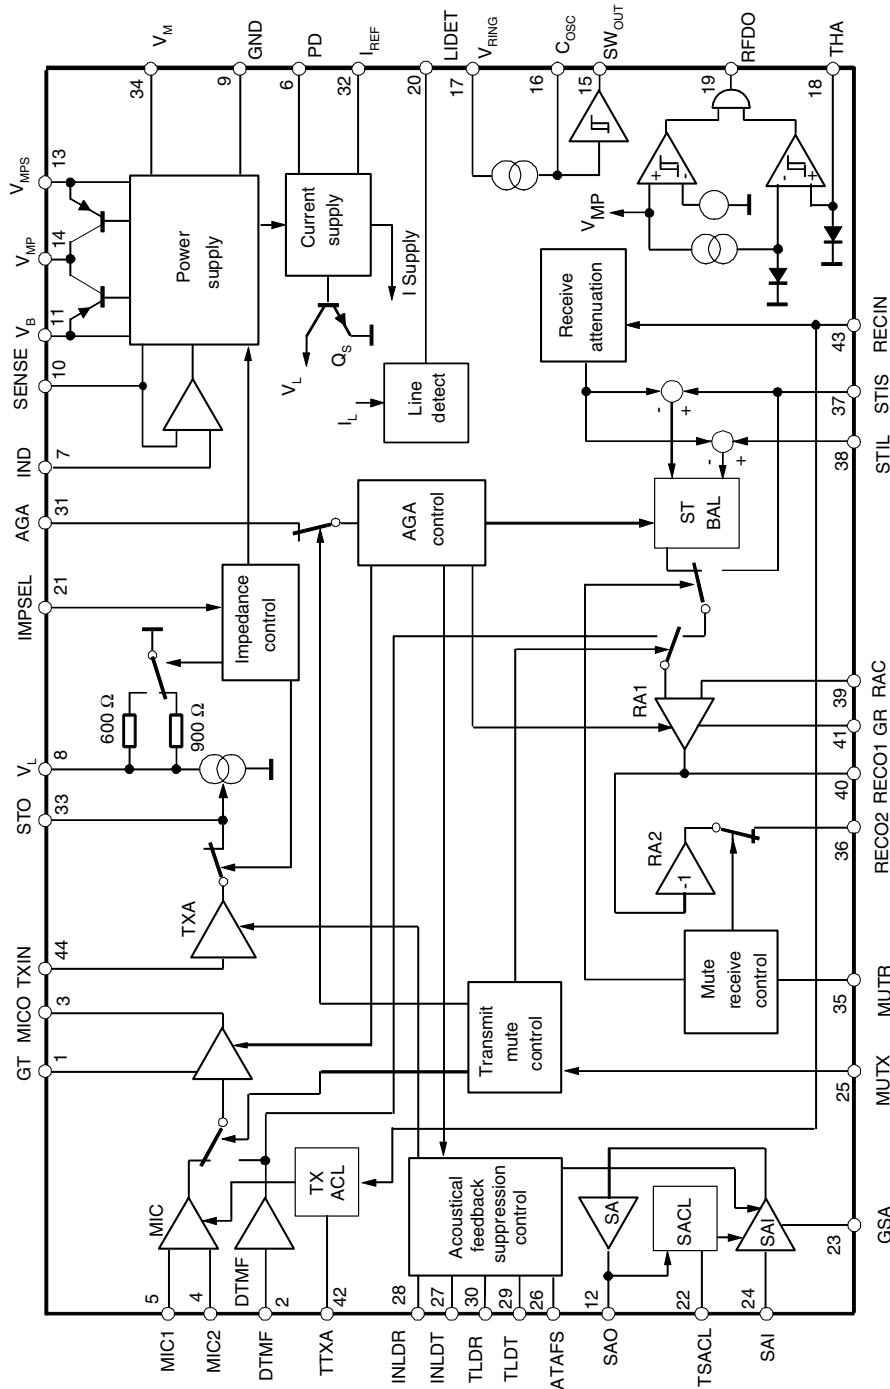 GT
1
MICO
3
TXIN
44
STO
33
V_L
8
IMPSEL
21
AGA
31
IND
7
SENSE
10
V_B
11
V_MP
14
V_MPS
13
34
V_M
9
GND
6
PD
32
I_REF
20
LIDET
17
V_RING
16
C_OSC
15
SW_OUT
19
RFDO
18
THA
5
MIC1
4
MIC2
2
DTMF
42
TTXA
28
INLDR
27
INLDT
30
TLDR
29
TLDT
26
ATAFS
12
SAO
22
TSACL
24
SAI
23
GSA
25
MUTX
35
MUTR
36
RECO2
40
RECO1
41
GR
39
RAC
38
STIL
37
STIS
43
RECIN
MIC
DTMF
TX
ACL
TXA
600 Ω
900 Ω
Impedance
control
Power
supply
Current
supply
I Supply
V_L
Q_S
I_L
Line
detect
AGA
control
Transmit
mute
control
Acoustical
feedback
suppression
control
SA
SACL
SAI
Mute
receive
control
RA2
-1
RA1
ST
BAL
-
+
-
+
Receive
attenuation
V_MP
+
-
-
+